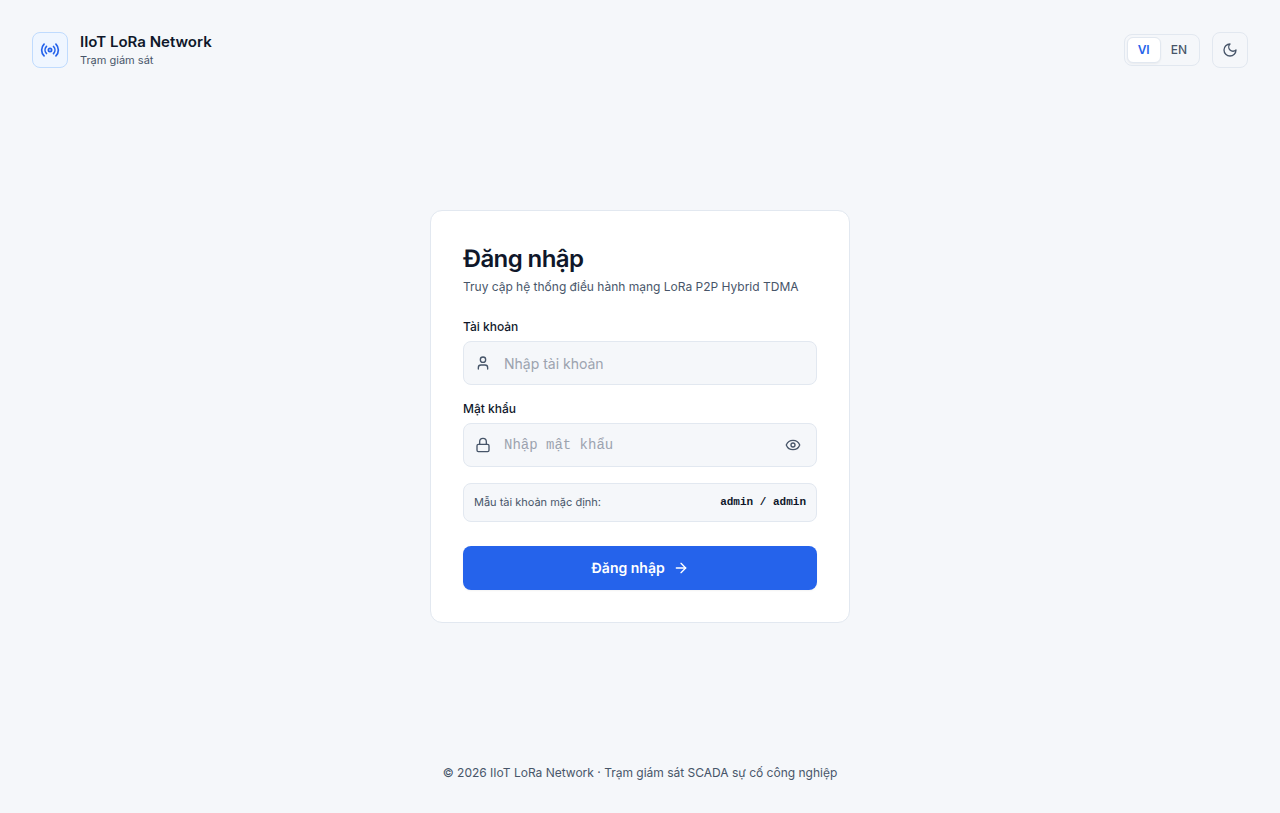 IIoT LoRa Network
Trạm giám sát
VI
EN
Đăng nhập
Truy cập hệ thống điều hành mạng LoRa P2P Hybrid TDMA
Tài khoản
Nhập tài khoản
Mật khẩu
Nhập mật khẩu
Mẫu tài khoản mặc định:
admin / admin
Đăng nhập
© 2026 IIoT LoRa Network · Trạm giám sát SCADA sự cố công nghiệp